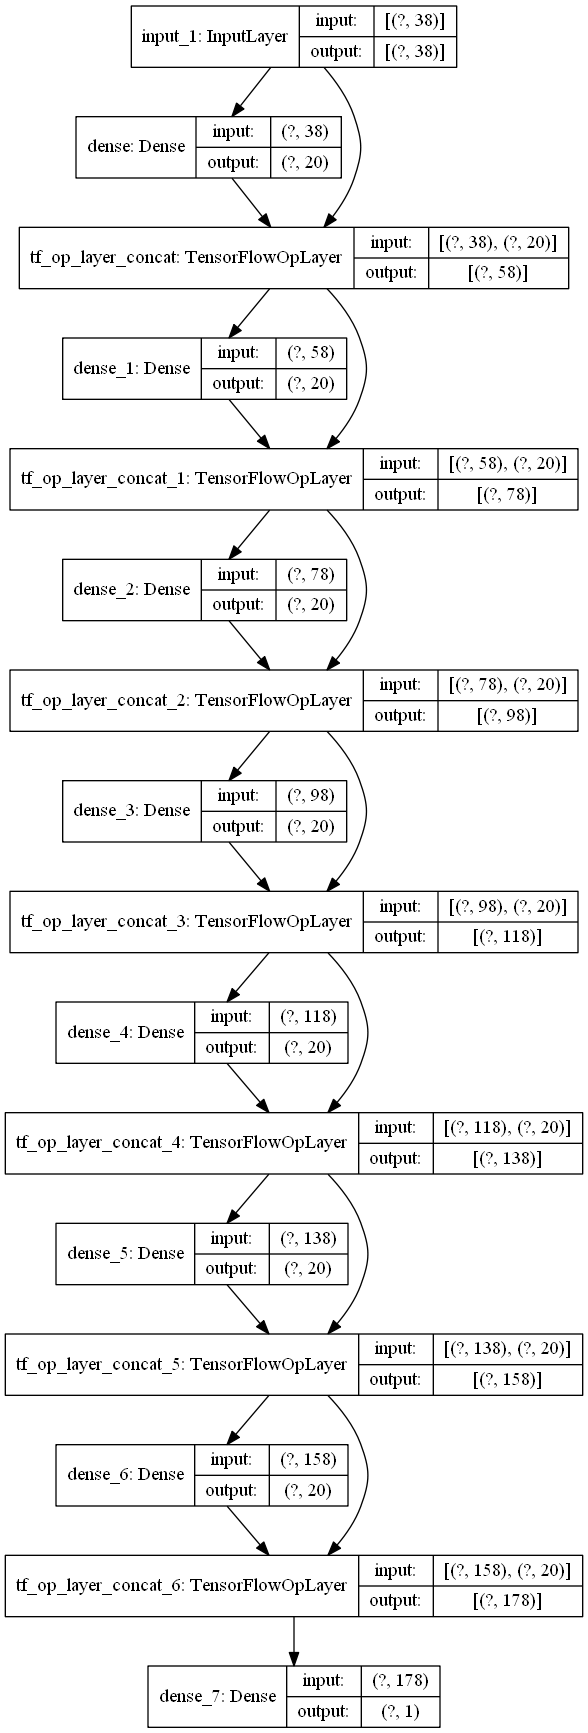 input_1: InputLayer
input: [(?, 38)]
output: [(?, 38)]
dense: Dense
input: (?, 38)
output: (?, 20)
tf_op_layer_concat: TensorFlowOpLayer
input: [(?, 38), (?, 20)]
output: [(?, 58)]
dense_1: Dense
input: (?, 58)
output: (?, 20)
tf_op_layer_concat_1: TensorFlowOpLayer
input: [(?, 58), (?, 20)]
output: [(?, 78)]
dense_2: Dense
input: (?, 78)
output: (?, 20)
tf_op_layer_concat_2: TensorFlowOpLayer
input: [(?, 78), (?, 20)]
output: [(?, 98)]
dense_3: Dense
input: (?, 98)
output: (?, 20)
tf_op_layer_concat_3: TensorFlowOpLayer
input: [(?, 98), (?, 20)]
output: [(?, 118)]
dense_4: Dense
input: (?, 118)
output: (?, 20)
tf_op_layer_concat_4: TensorFlowOpLayer
input: [(?, 118), (?, 20)]
output: [(?, 138)]
dense_5: Dense
input: (?, 138)
output: (?, 20)
tf_op_layer_concat_5: TensorFlowOpLayer
input: [(?, 138), (?, 20)]
output: [(?, 158)]
dense_6: Dense
input: (?, 158)
output: (?, 20)
tf_op_layer_concat_6: TensorFlowOpLayer
input: [(?, 158), (?, 20)]
output: [(?, 178)]
dense_7: Dense
input: (?, 178)
output: (?, 1)